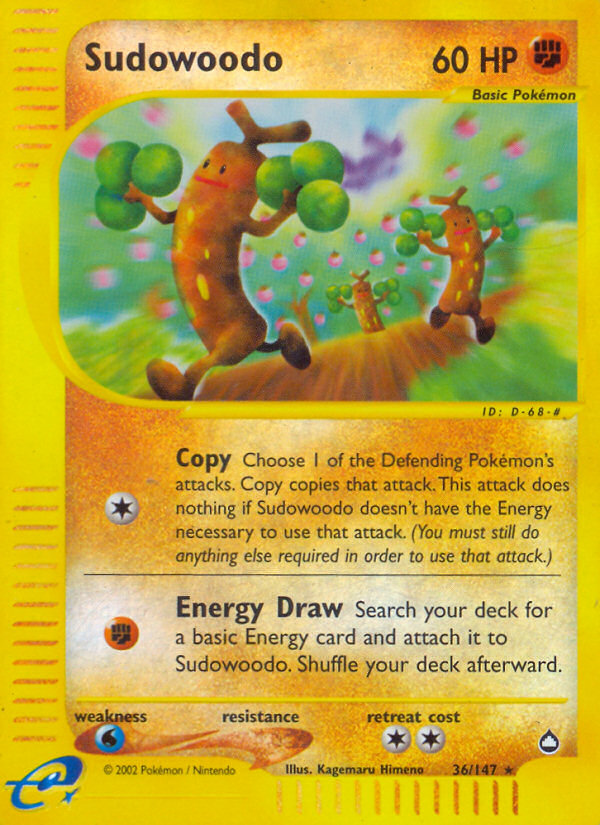 Sudowoodo 60 HP
Basic Pokémon
ID: D-68-#
Copy Choose 1 of the Defending Pokémon's
attacks. Copy copies that attack. This attack does
nothing if Sudowoodo doesn't have the Energy
necessary to use that attack. (You must still do
anything else required in order to use that attack.)
Energy Draw Search your deck for
a basic Energy card and attach it to
Sudowoodo. Shuffle your deck afterward.
weakness resistance retreat cost
© 2002 Pokémon / Nintendo Illus. Kagemaru Himeno 36/147 ★
e